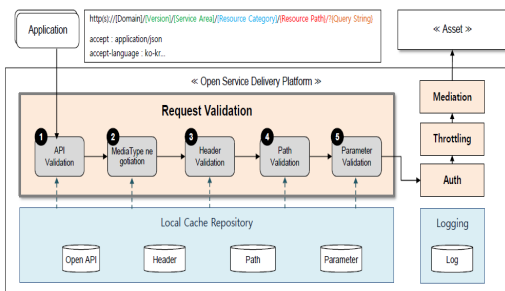 Application
http(s)://[Domain]/[Version]/[Service Area]/[Resource Category]/[Resource Path]/?{Query String}
accept : application/json
accept-language : ko-kr...
≪ Asset ≫
≪ Open Service Delivery Platform ≫
Request Validation
1
API
Validation
2
MediaType ne
gotiation
3
Header
Validation
4
Path
Validation
5
Parameter
Validation
Mediation
Throttling
Auth
Local Cache Repository
Open API
Header
Path
Parameter
Logging
Log